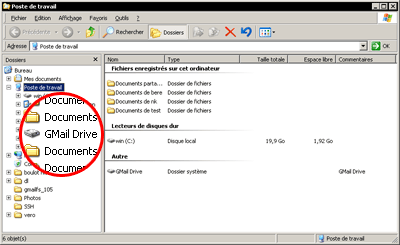 Poste de travail
Fichier Edition Affichage Favoris Outils ?
Précédente Rechercher Dossiers
Adresse Poste de travail OK
Dossiers
Bureau
Mes documents
Poste de travail
win (
Documents
Documents
GMail Drive
Documents
Documen
boulot
dl
gmailfs_105
Photos
SSH
vero
Nom Type Taille totale Espace libre Commentaires
Fichiers enregistrés sur cet ordinateur
Documents parta... Dossier de fichiers
Documents de bere Dossier de fichiers
Documents de nk Dossier de fichiers
Documents de test Dossier de fichiers
Lecteurs de disques dur
win (C:) Disque local 19,9 Go 1,92 Go
Autre
GMail Drive Dossier système GMail Drive
6 objet(s) Poste de travail